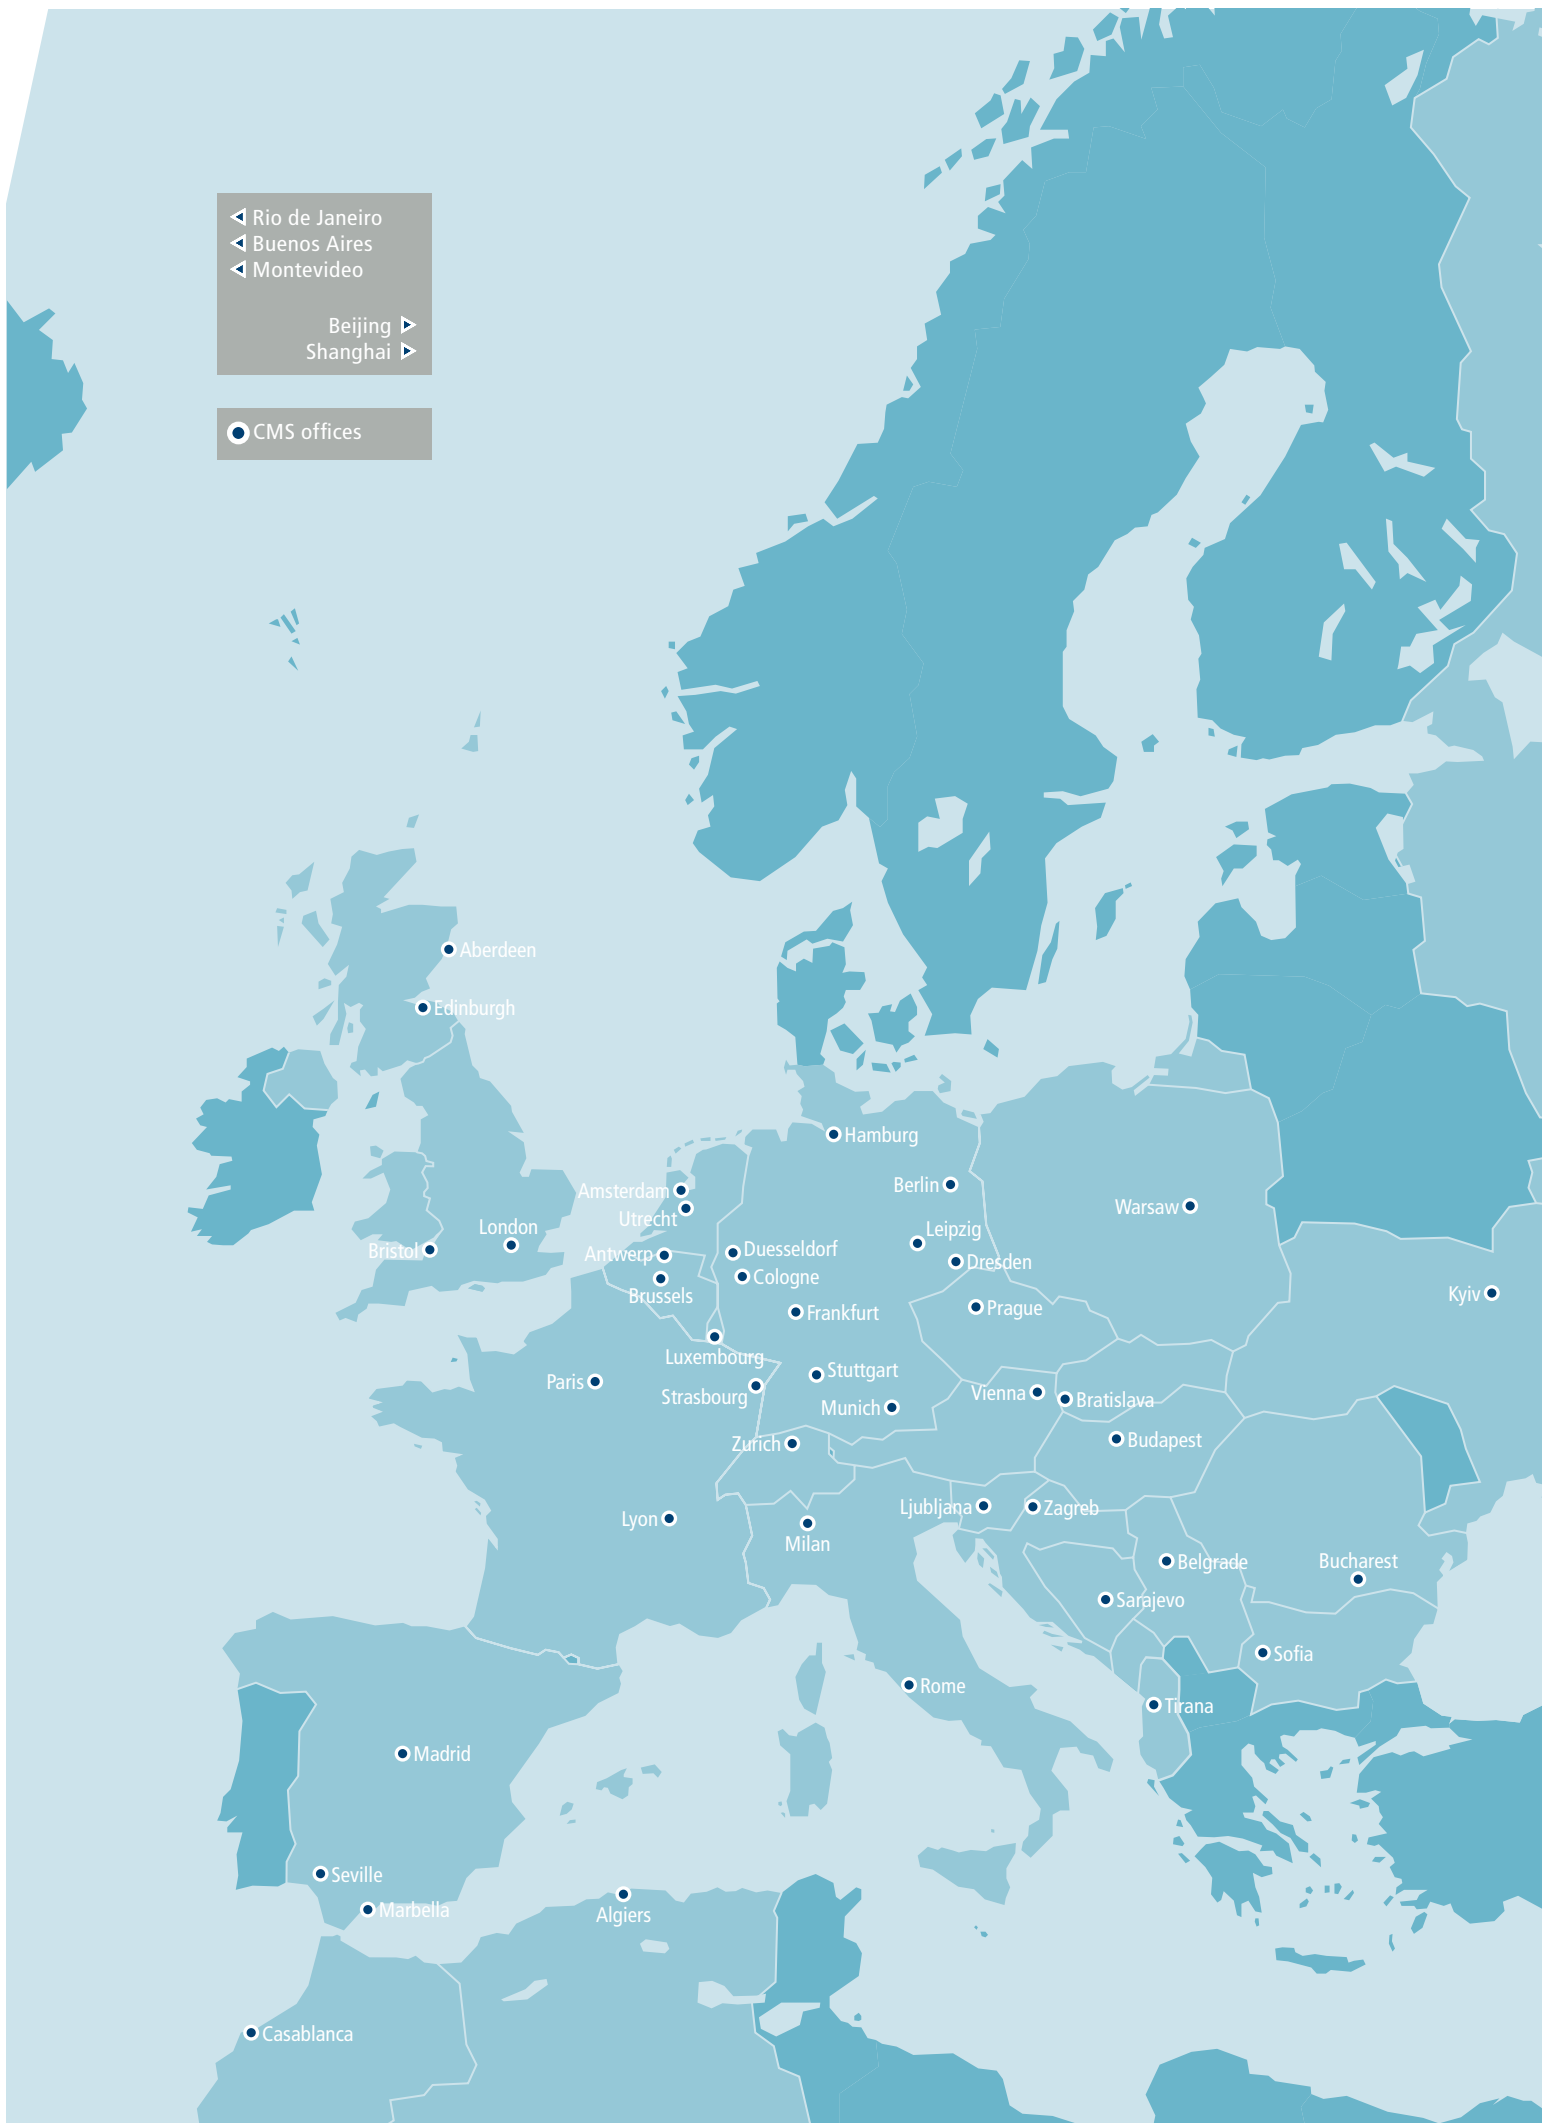 Rio de Janeiro
Buenos Aires
Montevideo
Beijing
Shanghai
CMS offices
Aberdeen
Edinburgh
Hamburg
Berlin
Amsterdam
Utrecht
Warsaw
London
Bristol
Leipzig
Antwerp
Duesseldorf
Dresden
Cologne
Brussels
Kyiv
Frankfurt
Prague
Luxembourg
Paris
Stuttgart
Strasbourg
Vienna
Bratislava
Munich
Zurich
Budapest
Lyon
Ljubljana
Zagreb
Milan
Belgrade
Bucharest
Sarajevo
Sofia
Rome
Tirana
Madrid
Seville
Marbella
Algiers
Casablanca